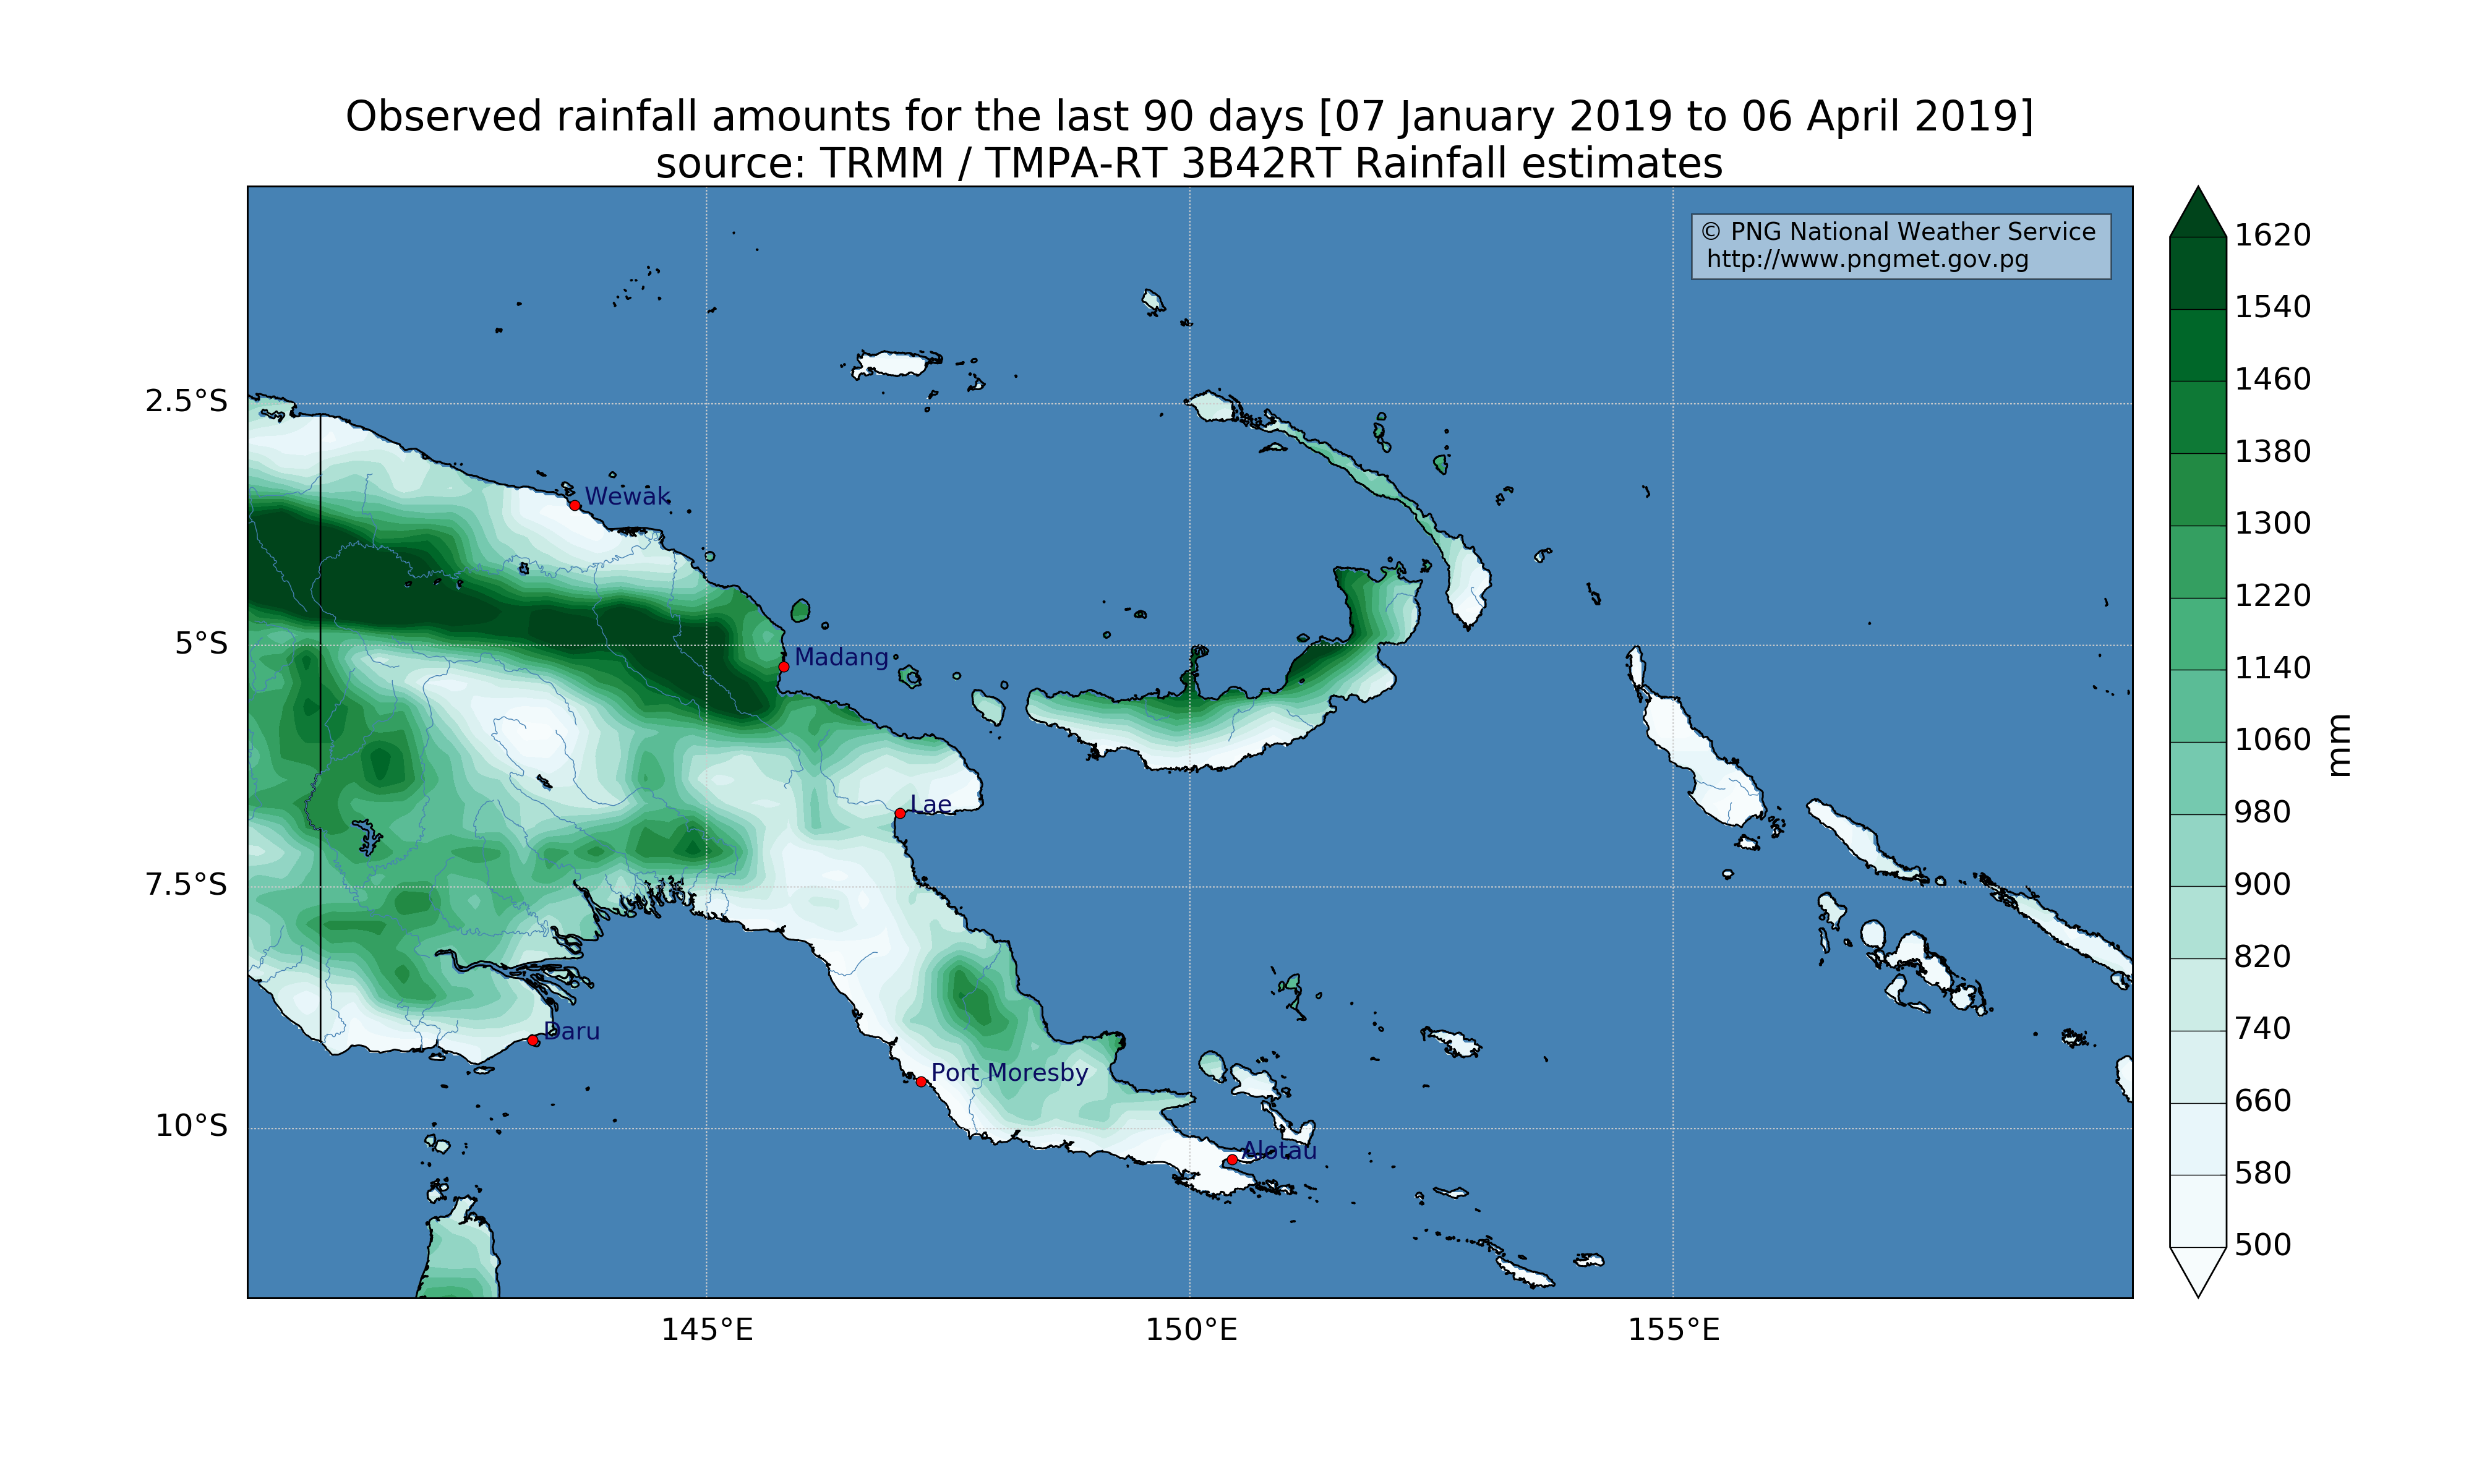 Observed rainfall amounts for the last 90 days [07 January 2019 to 06 April 2019]
source: TRMM / TMPA-RT 3B42RT Rainfall estimates
© PNG National Weather Service
http://www.pngmet.gov.pg
2.5°S
5°S
7.5°S
10°S
Wewak
Madang
Lae
Daru
Port Moresby
Alotau
145°E
150°E
155°E
1620
1540
1460
1380
1300
1220
1140
1060
980
900
820
740
660
580
500
mm